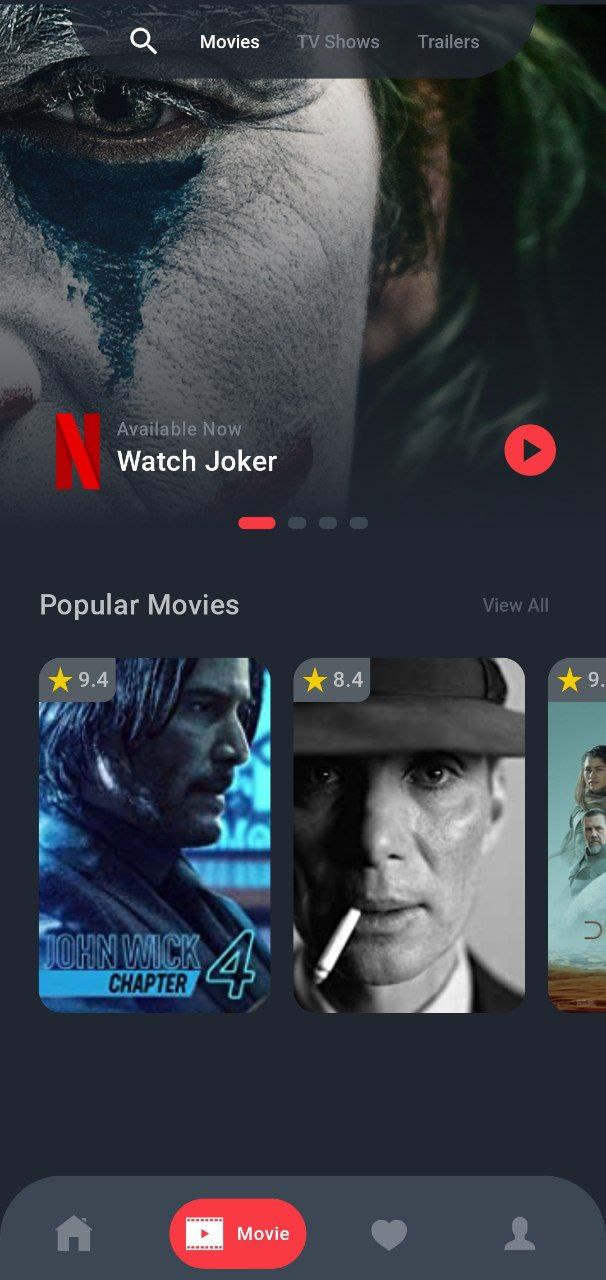 Movies TV Shows Trailers
Available Now
Watch Joker
Popular Movies View All
9.4 8.4 9.
JOHN WICK
CHAPTER 4
Movie